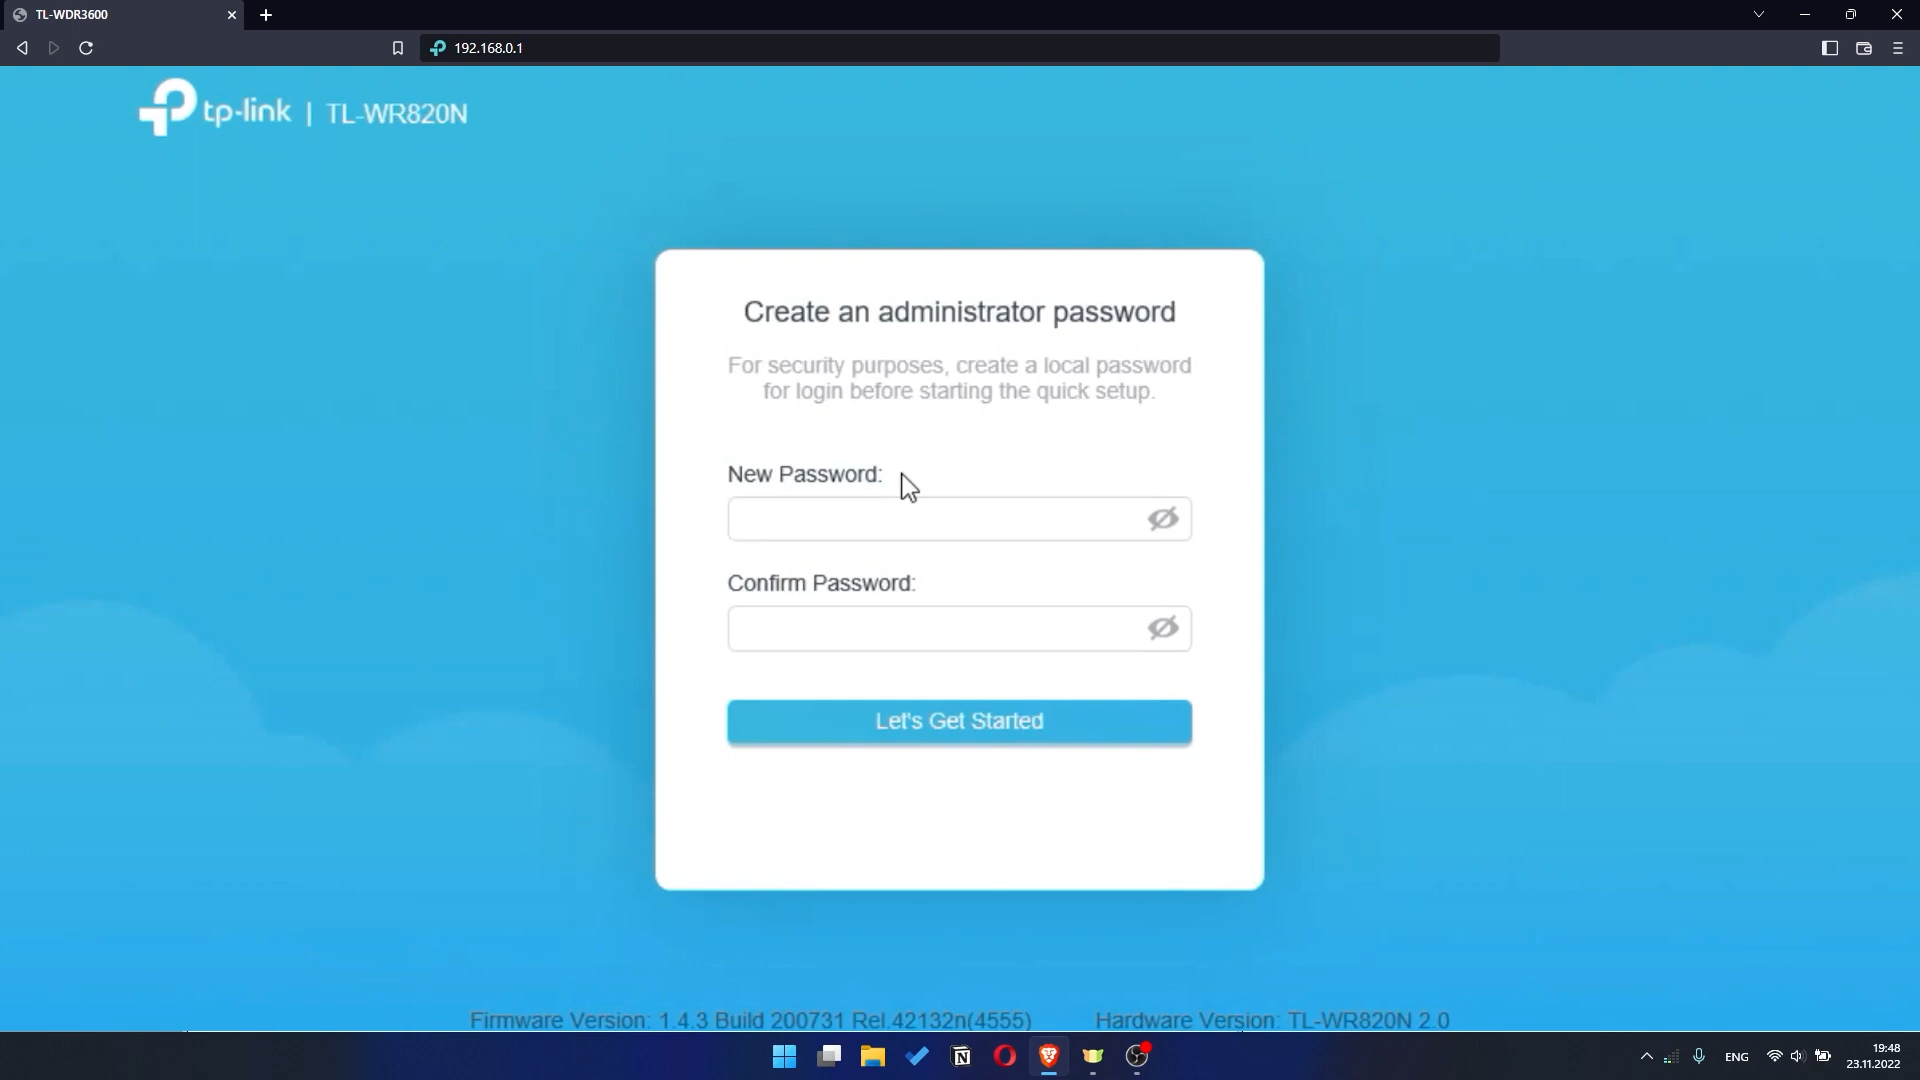 TL-WDR3600
192.168.0.1
tp-link | TL-WR820N
Create an administrator password
For security purposes, create a local password
for login before starting the quick setup.
New Password:
Confirm Password:
Let's Get Started
Firmware Version: 1.4.3 Build 200731 Rel.42132n(4555) Hardware Version: TL-WR820N 2.0
ENG
19:48
23.11.2022